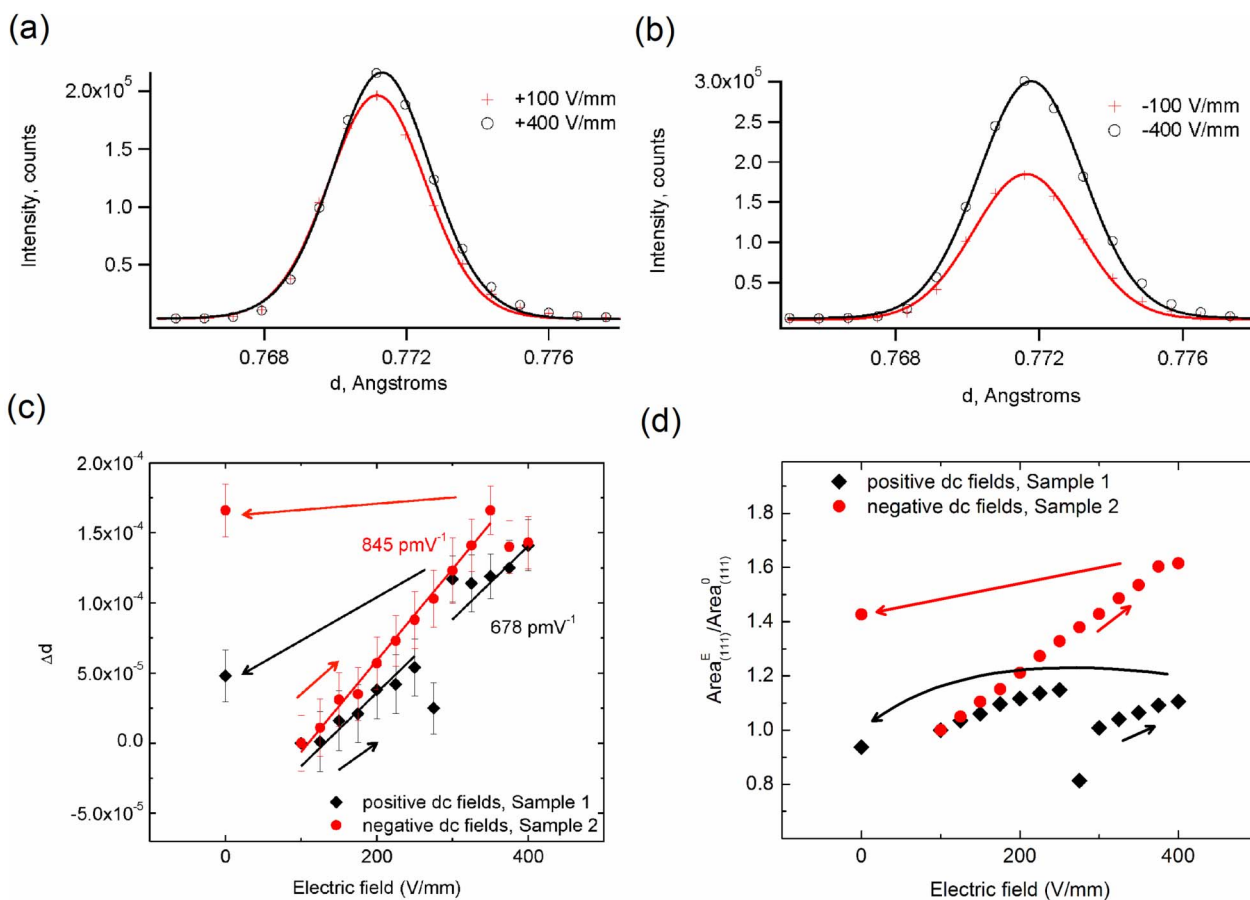 (a)
2.0x10⁵
1.5
1.0
0.5
Intensity, counts
+100 V/mm
+400 V/mm
0.768
0.772
0.776
d, Angstroms
(b)
3.0x10⁵
2.5
2.0
1.5
1.0
0.5
Intensity, counts
-100 V/mm
-400 V/mm
0.768
0.772
0.776
d, Angstroms
(c)
2.0x10⁻⁴
1.5x10⁻⁴
1.0x10⁻⁴
5.0x10⁻⁵
0.0
-5.0x10⁻⁵
Δd
845 pmV⁻¹
678 pmV⁻¹
positive dc fields, Sample 1
negative dc fields, Sample 2
0
200
400
Electric field (V/mm)
(d)
1.8
1.6
1.4
1.2
1.0
0.8
Area^E_(111)/Area^0_(111)
positive dc fields, Sample 1
negative dc fields, Sample 2
0
200
400
Electric field (V/mm)